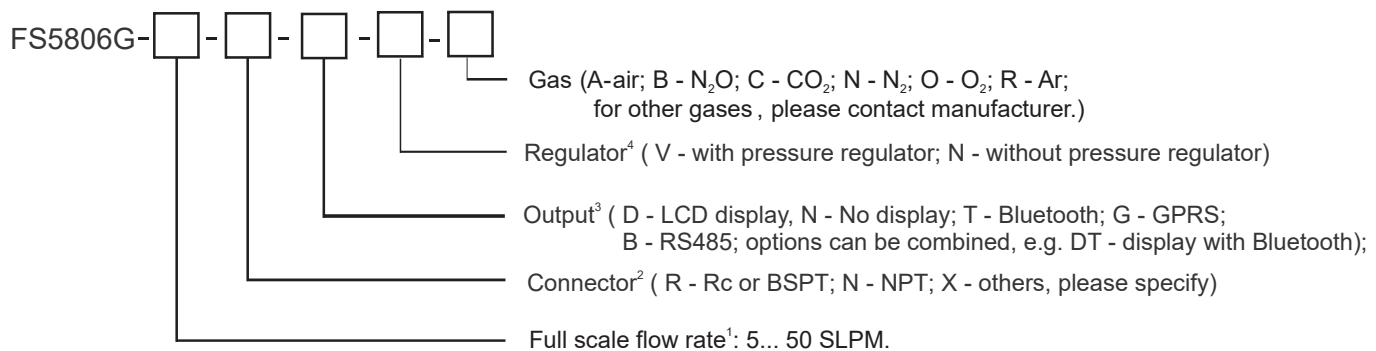 FS5806G- - - - -
Gas (A-air; B - N₂O; C - CO₂; N - N₂; O - O₂; R - Ar;
for other gases , please contact manufacturer.)
Regulator⁴ ( V - with pressure regulator; N - without pressure regulator)
Output³ ( D - LCD display, N - No display; T - Bluetooth; G - GPRS;
B - RS485; options can be combined, e.g. DT - display with Bluetooth);
Connector² ( R - Rc or BSPT; N - NPT; X - others, please specify)
Full scale flow rate¹: 5... 50 SLPM.